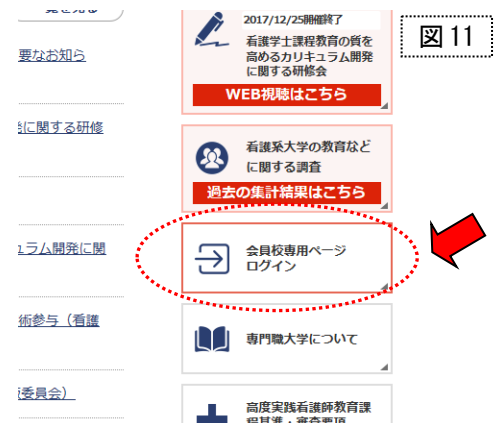 図 11
要なお知ら
に関する研修
ュラム開発に関
術参与（看護
委員会）
2017/12/25開催終了
看護学士課程教育の質を
高めるカリキュラム開発
に関する研修会
WEB視聴はこちら
看護系大学の教育など
に関する調査
過去の集計結果はこちら
会員校専用ページ
ログイン
専門職大学について
高度実践看護師教育課